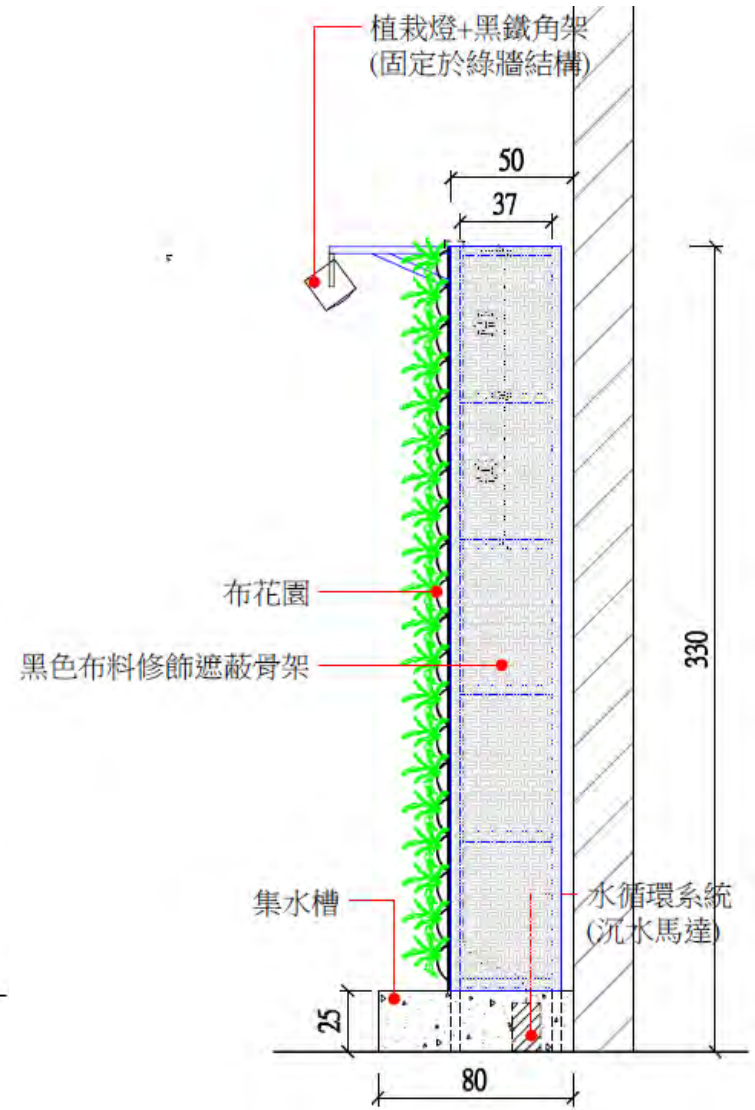 植栽燈+黑鐵角架
(固定於綠牆結構)
50
37
布花園
330
黑色布料修飾遮蔽骨架
集水槽
水循環系統
(沉水馬達)
25
80